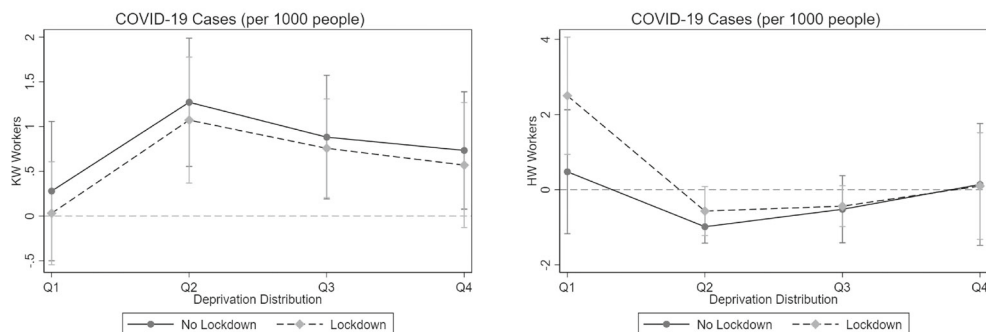 COVID-19 Cases (per 1000 people)
KW Workers
2
1.5
1
.5
0
-.5
Q1 Q2 Q3 Q4
Deprivation Distribution
No Lockdown Lockdown
COVID-19 Cases (per 1000 people)
HW Workers
4
2
0
-2
Q1 Q2 Q3 Q4
Deprivation Distribution
No Lockdown Lockdown